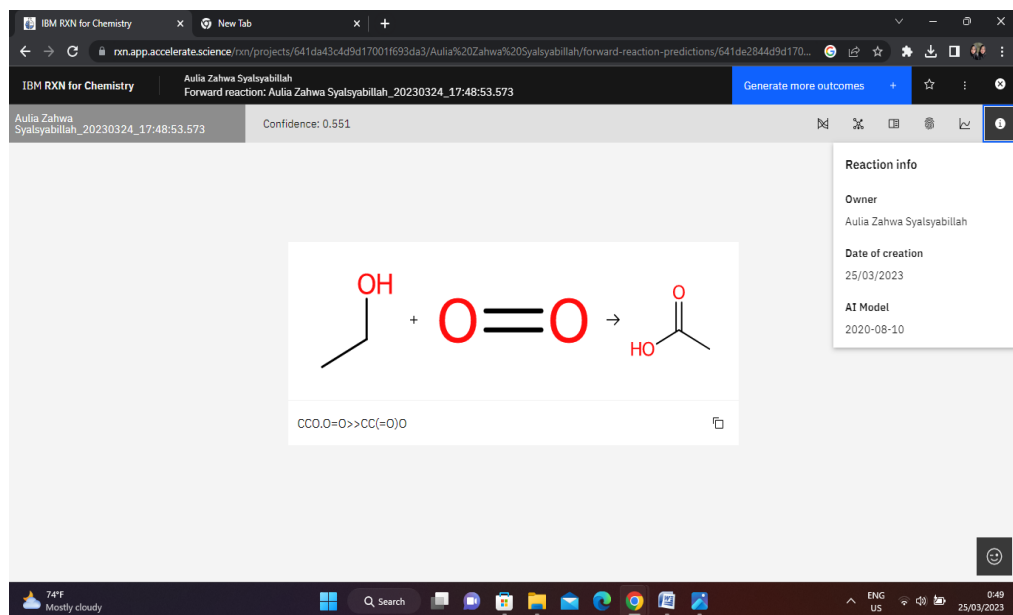 IBM RXN for Chemistry
New Tab
rxn.app.accelerate.science/rxn/projects/641da43c4d9d17001f693da3/Aulia%20Zahwa%20Syalsyabillah/forward-reaction-predictions/641de2844d9d170...
IBM RXN for Chemistry
Aulia Zahwa Syalsyabillah
Forward reaction: Aulia Zahwa Syalsyabillah_20230324_17:48:53.573
Generate more outcomes +
Aulia Zahwa
Syalsyabillah_20230324_17:48:53.573
Confidence: 0.551
Reaction info
Owner
Aulia Zahwa Syalsyabillah
Date of creation
25/03/2023
AI Model
2020-08-10
OH
+
O=O
→
O
HO
CCO.O=O>>CC(=O)O
74°F
Mostly cloudy
Search
ENG
US
0:49
25/03/2023